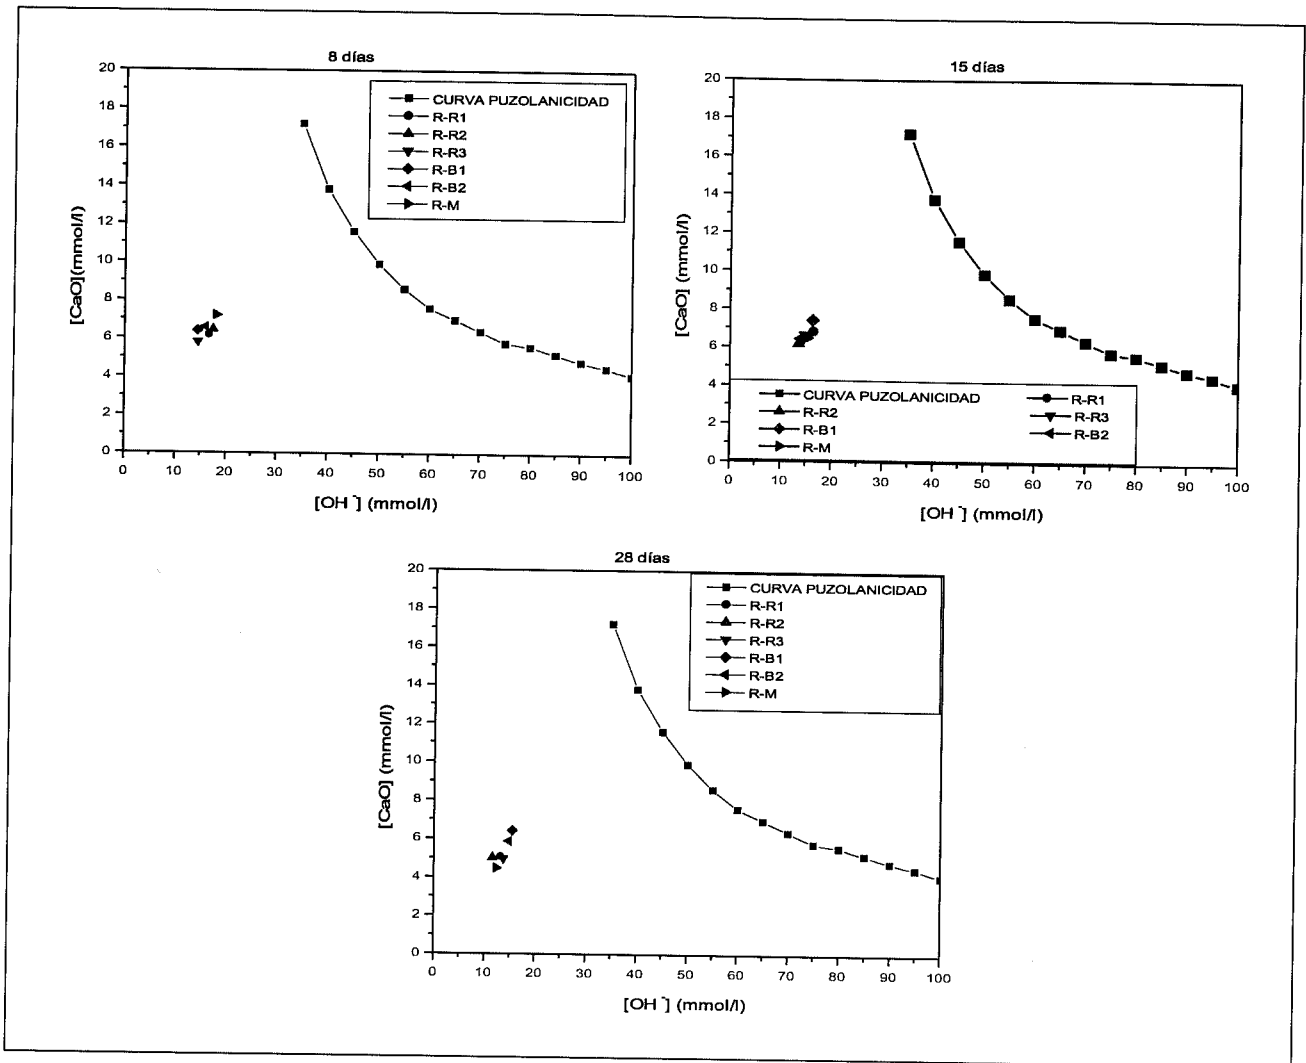 8 días
20
18
16
14
12
10
8
6
4
2
0
[CaO](mmol/l)
CURVA PUZOLANICIDAD
R-R1
R-R2
R-R3
R-B1
R-B2
R-M
0 10 20 30 40 50 60 70 80 90 100
[OH⁻] (mmol/l)
15 días
20
18
16
14
12
10
8
6
4
2
0
[CaO] (mmol/l)
CURVA PUZOLANICIDAD R-R1
R-R2 R-R3
R-B1 R-B2
R-M
0 10 20 30 40 50 60 70 80 90 100
[OH⁻] (mmol/l)
28 días
20
18
16
14
12
10
8
6
4
2
0
[CaO] (mmol/l)
CURVA PUZOLANICIDAD
R-R1
R-R2
R-R3
R-B1
R-B2
R-M
0 10 20 30 40 50 60 70 80 90 100
[OH⁻] (mmol/l)